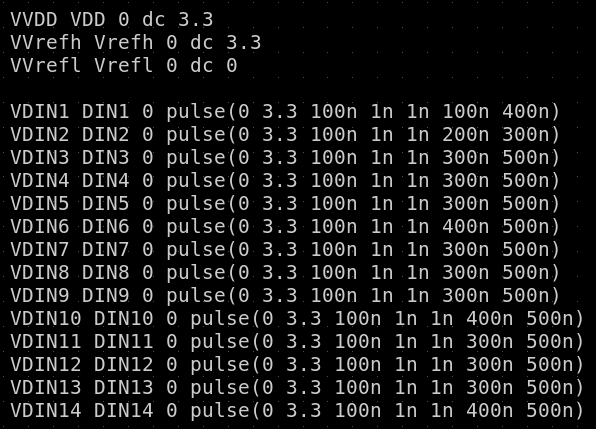 VVDD VDD 0 dc 3.3
VVrefh Vrefh 0 dc 3.3
VVrefl Vrefl 0 dc 0

VDIN1 DIN1 0 pulse(0 3.3 100n 1n 1n 100n 400n)
VDIN2 DIN2 0 pulse(0 3.3 100n 1n 1n 200n 300n)
VDIN3 DIN3 0 pulse(0 3.3 100n 1n 1n 300n 500n)
VDIN4 DIN4 0 pulse(0 3.3 100n 1n 1n 300n 500n)
VDIN5 DIN5 0 pulse(0 3.3 100n 1n 1n 300n 500n)
VDIN6 DIN6 0 pulse(0 3.3 100n 1n 1n 400n 500n)
VDIN7 DIN7 0 pulse(0 3.3 100n 1n 1n 300n 500n)
VDIN8 DIN8 0 pulse(0 3.3 100n 1n 1n 300n 500n)
VDIN9 DIN9 0 pulse(0 3.3 100n 1n 1n 300n 500n)
VDIN10 DIN10 0 pulse(0 3.3 100n 1n 1n 400n 500n)
VDIN11 DIN11 0 pulse(0 3.3 100n 1n 1n 300n 500n)
VDIN12 DIN12 0 pulse(0 3.3 100n 1n 1n 300n 500n)
VDIN13 DIN13 0 pulse(0 3.3 100n 1n 1n 300n 500n)
VDIN14 DIN14 0 pulse(0 3.3 100n 1n 1n 400n 500n)